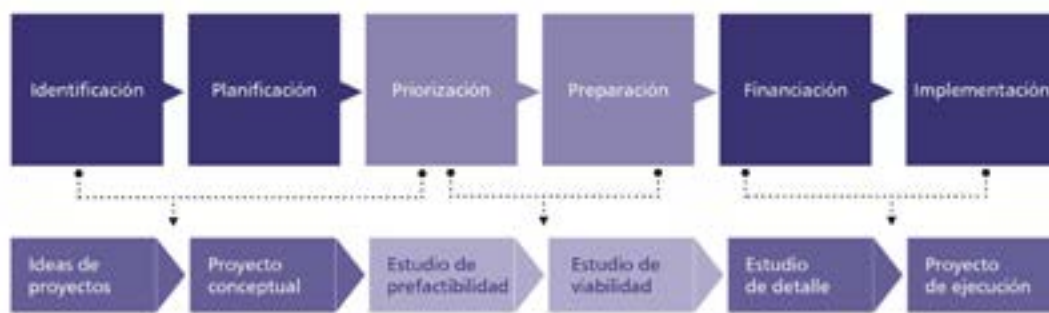 Identificación
Planificación
Priorización
Preparación
Financiación
Implementación
Ideas de
proyectos
Proyecto
conceptual
Estudio de
prefactibilidad
Estudio de
viabilidad
Estudio
de detalle
Proyecto
de ejecución